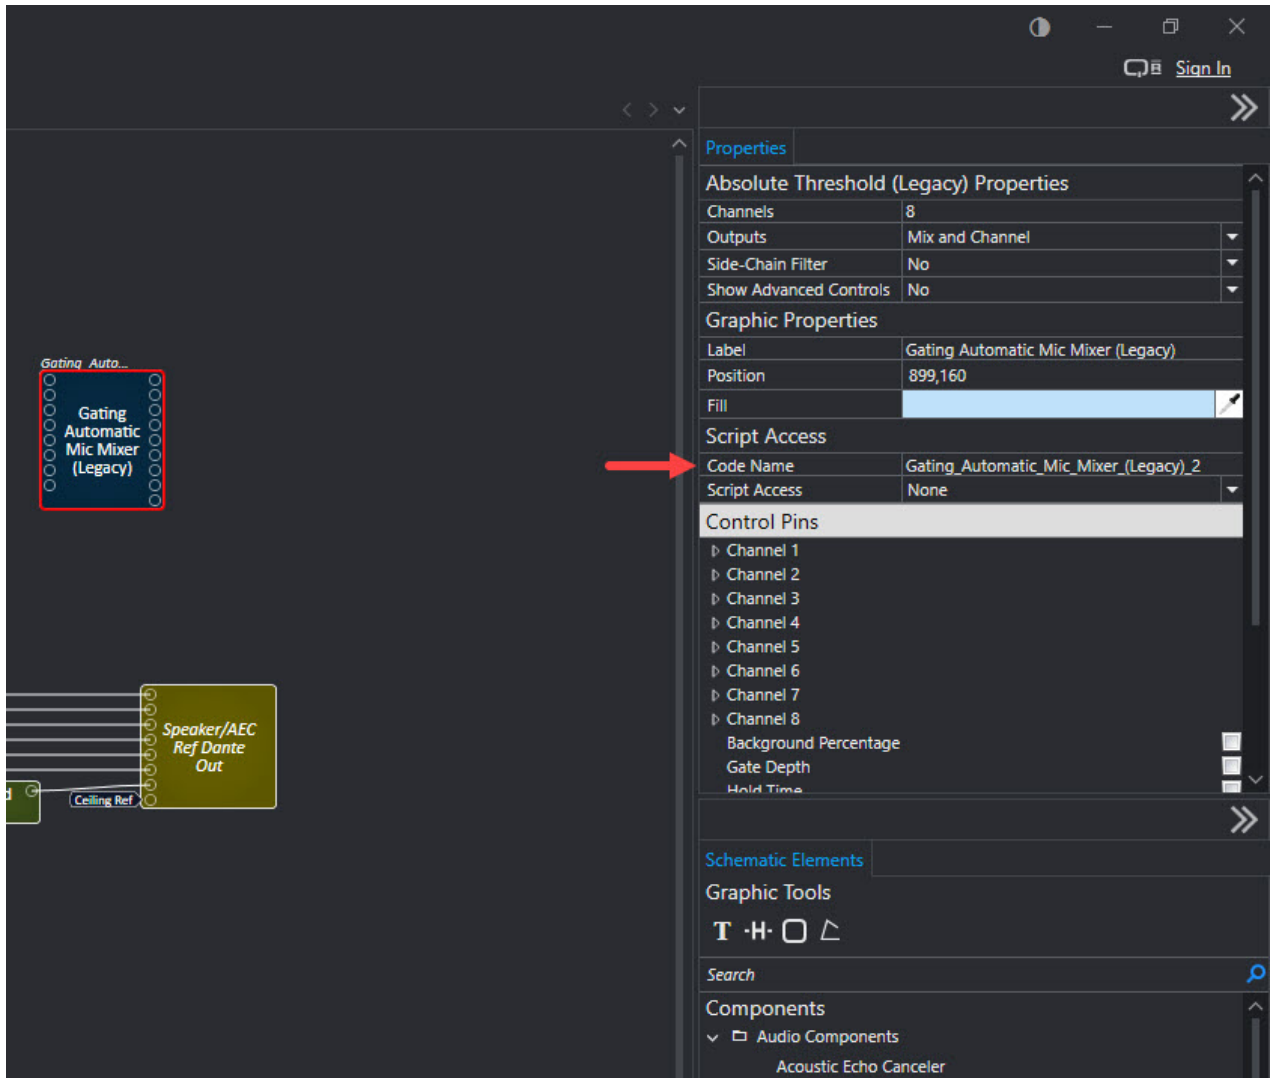 Sign In
Properties
Absolute Threshold (Legacy) Properties
Channels 8
Outputs Mix and Channel
Side-Chain Filter No
Show Advanced Controls No
Graphic Properties
Label Gating Automatic Mic Mixer (Legacy)
Position 899,160
Fill
Script Access
Code Name Gating_Automatic_Mic_Mixer_(Legacy)_2
Script Access None
Control Pins
Channel 1
Channel 2
Channel 3
Channel 4
Channel 5
Channel 6
Channel 7
Channel 8
Background Percentage
Gate Depth
Hold Time
Gating Auto...
Gating
Automatic
Mic Mixer
(Legacy)
Speaker/AEC
Ref Dante
Out
d
Ceiling Ref
Schematic Elements
Graphic Tools
T ·H·
Search
Components
Audio Components
Acoustic Echo Canceler